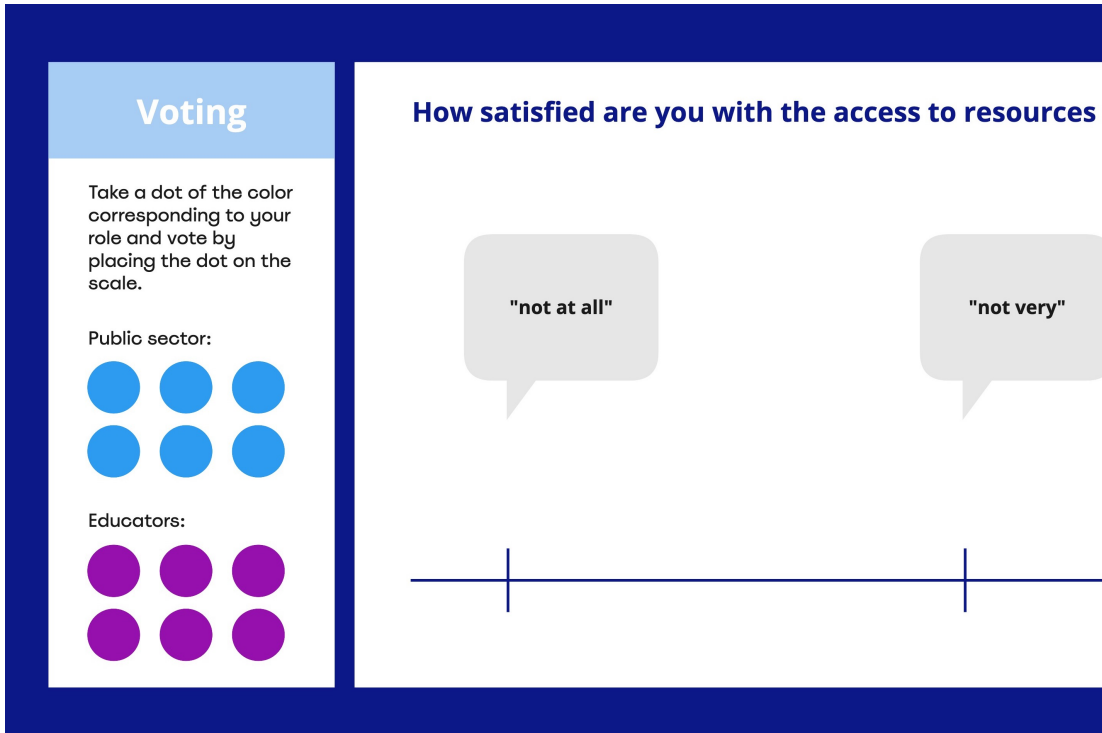 Voting
Take a dot of the color
corresponding to your
role and vote by
placing the dot on the
scale.
Public sector:
Educators:
How satisfied are you with the access to resources
"not at all"
"not very"